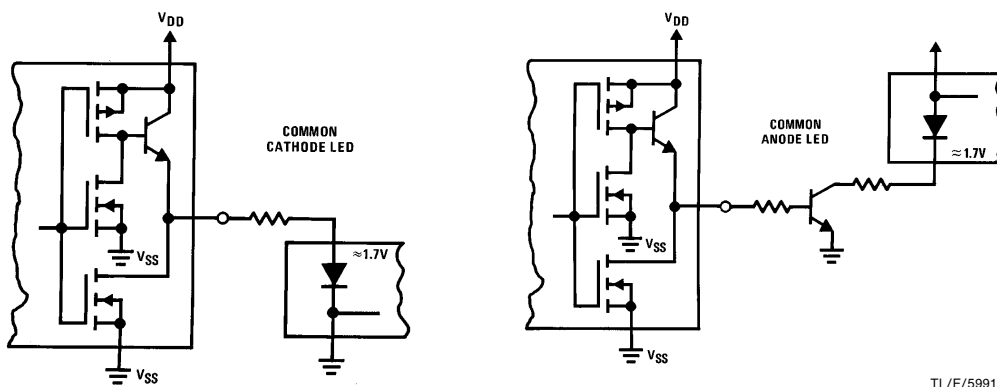 VDD
COMMON
CATHODE LED
VSS
≈1.7V
VSS
VDD
COMMON
ANODE LED
≈1.7V
VSS
VSS
TL/F/5991